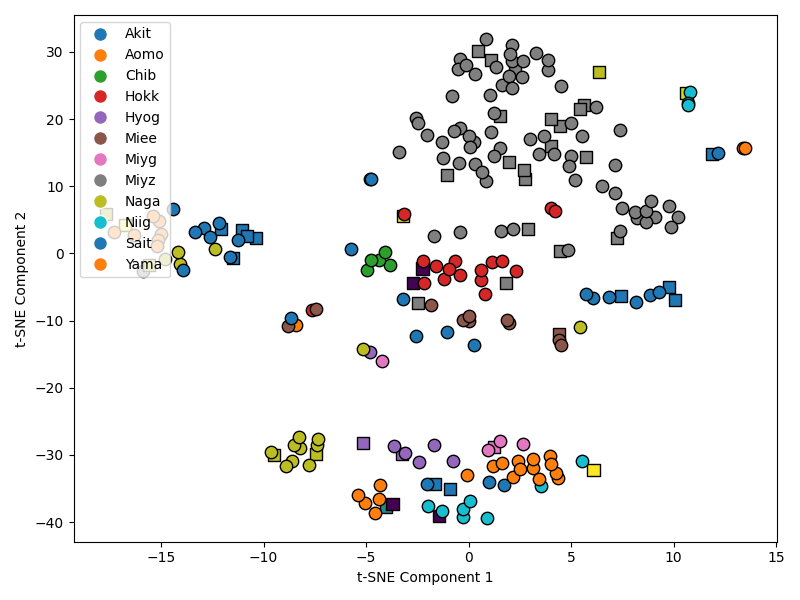 Akit
Aomo
Chib
Hokk
Hyog
Miee
Miyg
Miyz
Naga
Niig
Sait
Yama
30
20
10
0
−10
−20
−30
−40
t-SNE Component 2
−15
−10
−5
0
5
10
15
t-SNE Component 1